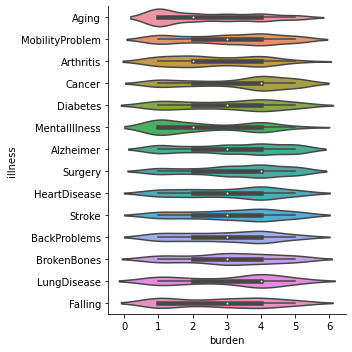 Aging
MobilityProblem
Arthritis
Cancer
Diabetes
MentalIlness
Alzheimer
Surgery
HeartDisease
Stroke
BackProblems
BrokenBones
LungDisease
Falling
illness
0 1 2 3 4 5 6
burden